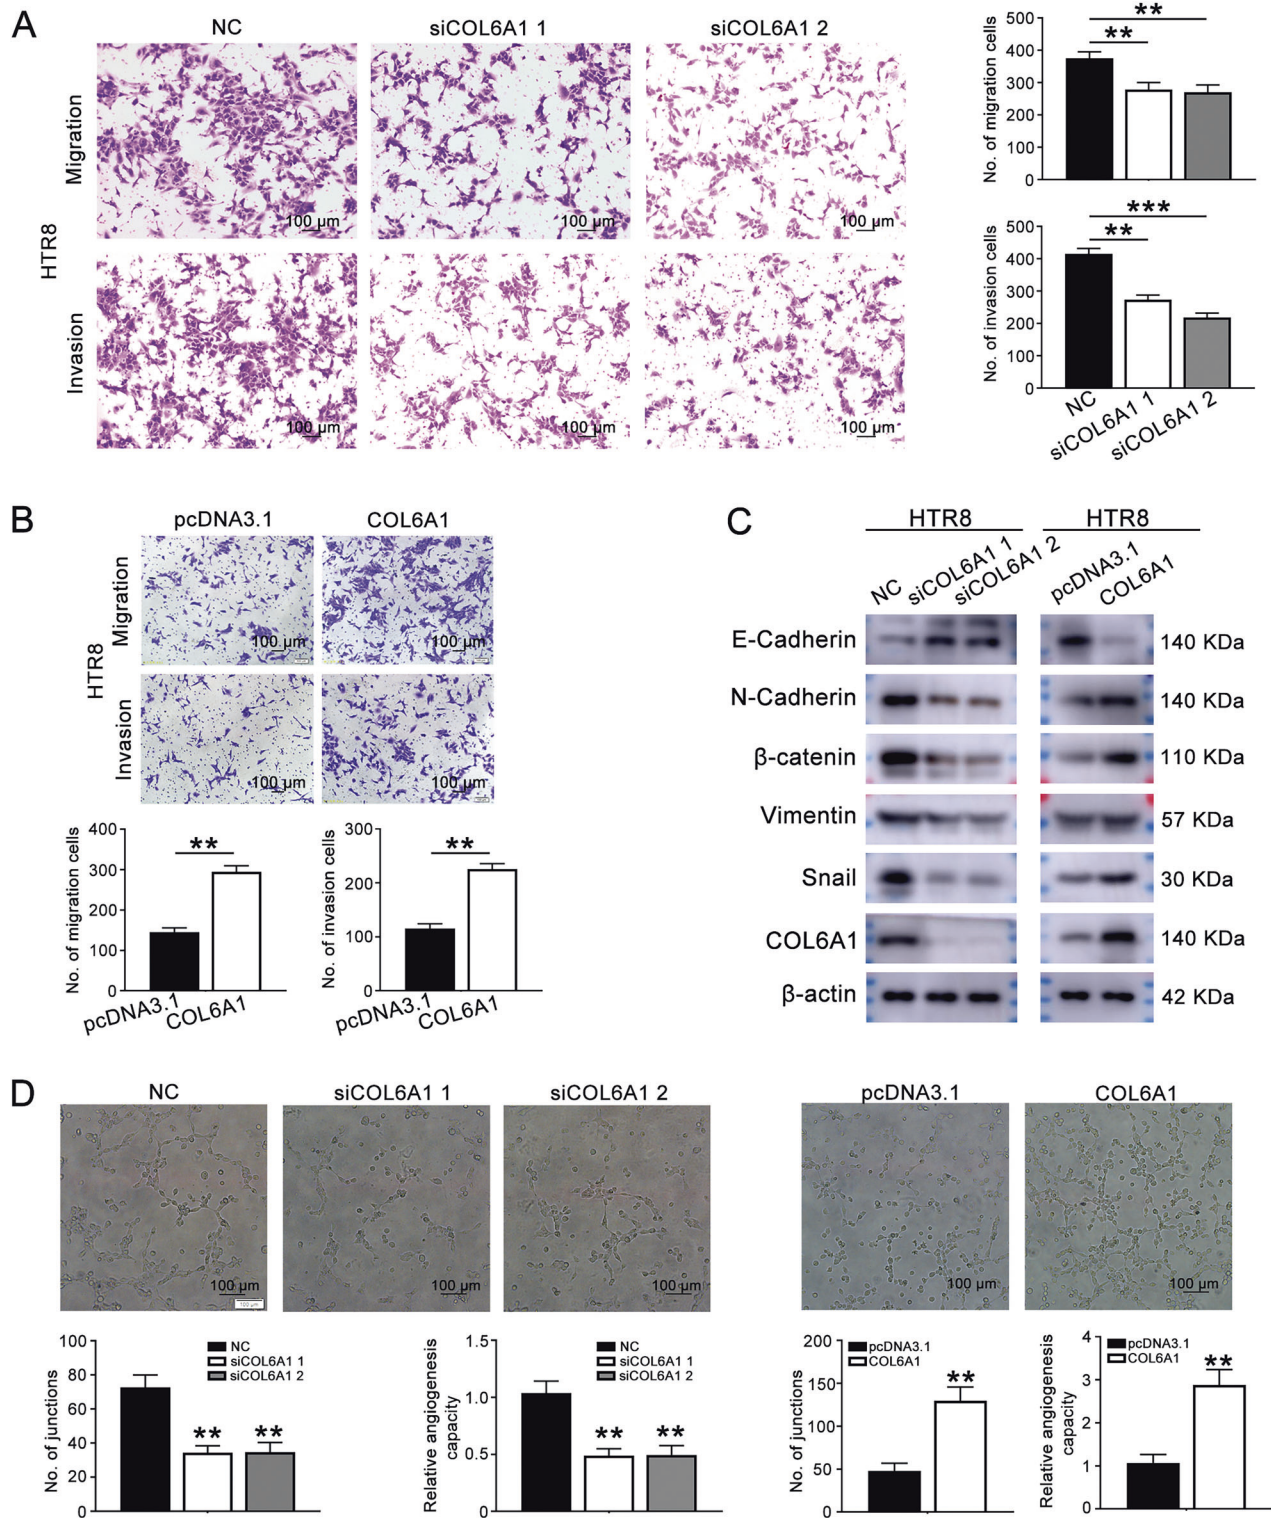 A
NC
siCOL6A1 1
siCOL6A1 2
HTR8
Migration
100 µm
100 µm
100 µm
Invasion
100 µm
100 µm
100 µm
No. of migration cells
500
400
300
200
100
0
**
**
No. of invasion cells
500
400
300
200
100
0
***
**
NC
siCOL6A1 1
siCOL6A1 2
B
pcDNA3.1
COL6A1
HTR8
Migration
100 µm
100 µm
Invasion
100 µm
100 µm
No. of migration cells
400
300
200
100
0
**
pcDNA3.1
COL6A1
No. of invasion cells
300
200
100
0
**
pcDNA3.1
COL6A1
C
HTR8
HTR8
NC
siCOL6A1 1
siCOL6A1 2
pcDNA3.1
COL6A1
E-Cadherin
140 KDa
N-Cadherin
140 KDa
β-catenin
110 KDa
Vimentin
57 KDa
Snail
30 KDa
COL6A1
140 KDa
β-actin
42 KDa
D
NC
siCOL6A1 1
siCOL6A1 2
pcDNA3.1
COL6A1
100 µm
100 µm
100 µm
100 µm
100 µm
100 µm
No. of junctions
100
80
60
40
20
0
NC
siCOL6A1 1
siCOL6A1 2
**
**
Relative angiogenesis
capacity
1.5
1.0
0.5
0
NC
siCOL6A1 1
siCOL6A1 2
**
**
No. of junctions
200
150
100
50
0
pcDNA3.1
COL6A1
**
Relative angiogenesis
capacity
4
3
2
1
0
pcDNA3.1
COL6A1
**